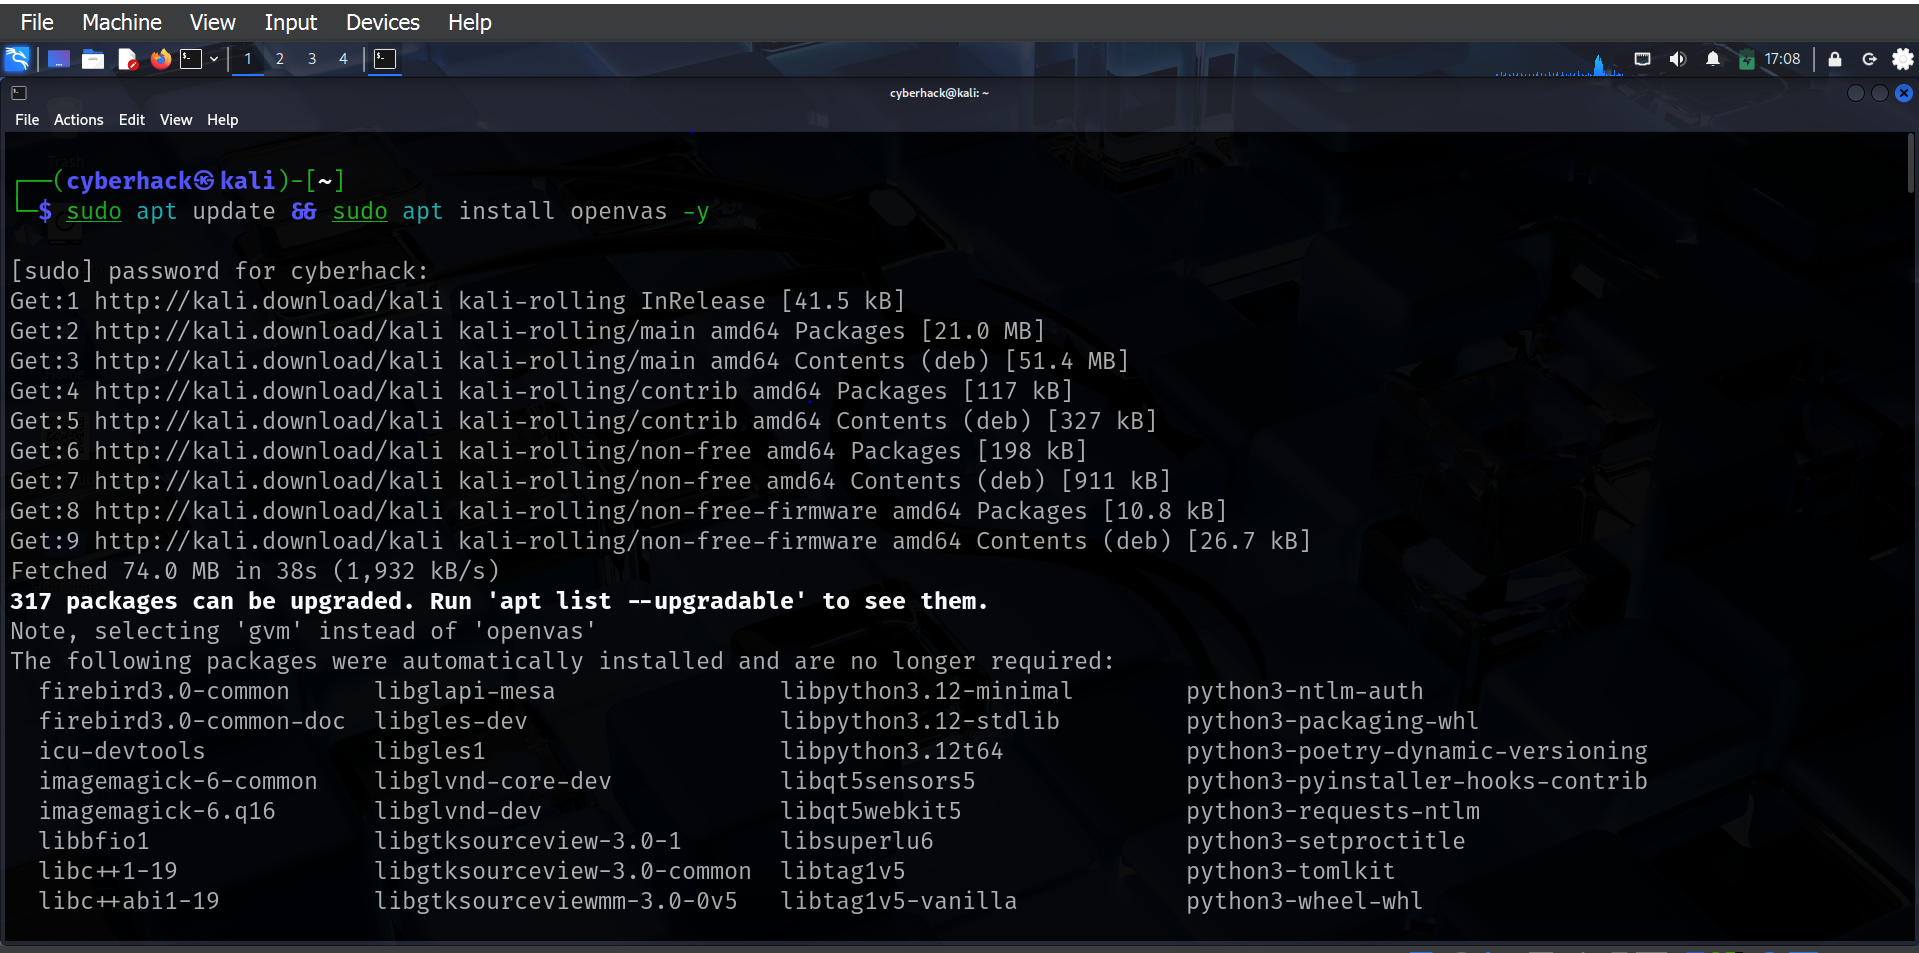 File Machine View Input Devices Help
1 2 3 4 17:08
cyberhack@kali: ~
File Actions Edit View Help
Trash
(cyberhack㉿kali)-[~]
$ sudo apt update && sudo apt install openvas -y
[sudo] password for cyberhack:
Get:1 http://kali.download/kali kali-rolling InRelease [41.5 kB]
Get:2 http://kali.download/kali kali-rolling/main amd64 Packages [21.0 MB]
Get:3 http://kali.download/kali kali-rolling/main amd64 Contents (deb) [51.4 MB]
Get:4 http://kali.download/kali kali-rolling/contrib amd64 Packages [117 kB]
Get:5 http://kali.download/kali kali-rolling/contrib amd64 Contents (deb) [327 kB]
Get:6 http://kali.download/kali kali-rolling/non-free amd64 Packages [198 kB]
Get:7 http://kali.download/kali kali-rolling/non-free amd64 Contents (deb) [911 kB]
Get:8 http://kali.download/kali kali-rolling/non-free-firmware amd64 Packages [10.8 kB]
Get:9 http://kali.download/kali kali-rolling/non-free-firmware amd64 Contents (deb) [26.7 kB]
Fetched 74.0 MB in 38s (1,932 kB/s)
317 packages can be upgraded. Run 'apt list --upgradable' to see them.
Note, selecting 'gvm' instead of 'openvas'
The following packages were automatically installed and are no longer required:
firebird3.0-common libglapi-mesa libpython3.12-minimal python3-ntlm-auth
firebird3.0-common-doc libgles-dev libpython3.12-stdlib python3-packaging-whl
icu-devtools libgles1 libpython3.12t64 python3-poetry-dynamic-versioning
imagemagick-6-common libglvnd-core-dev libqt5sensors5 python3-pyinstaller-hooks-contrib
imagemagick-6.q16 libglvnd-dev libqt5webkit5 python3-requests-ntlm
libbfio1 libgtksourceview-3.0-1 libsuperlu6 python3-setproctitle
libc++1-19 libgtksourceview-3.0-common libtag1v5 python3-tomlkit
libc++abi1-19 libgtksourceviewmm-3.0-0v5 libtag1v5-vanilla python3-wheel-whl